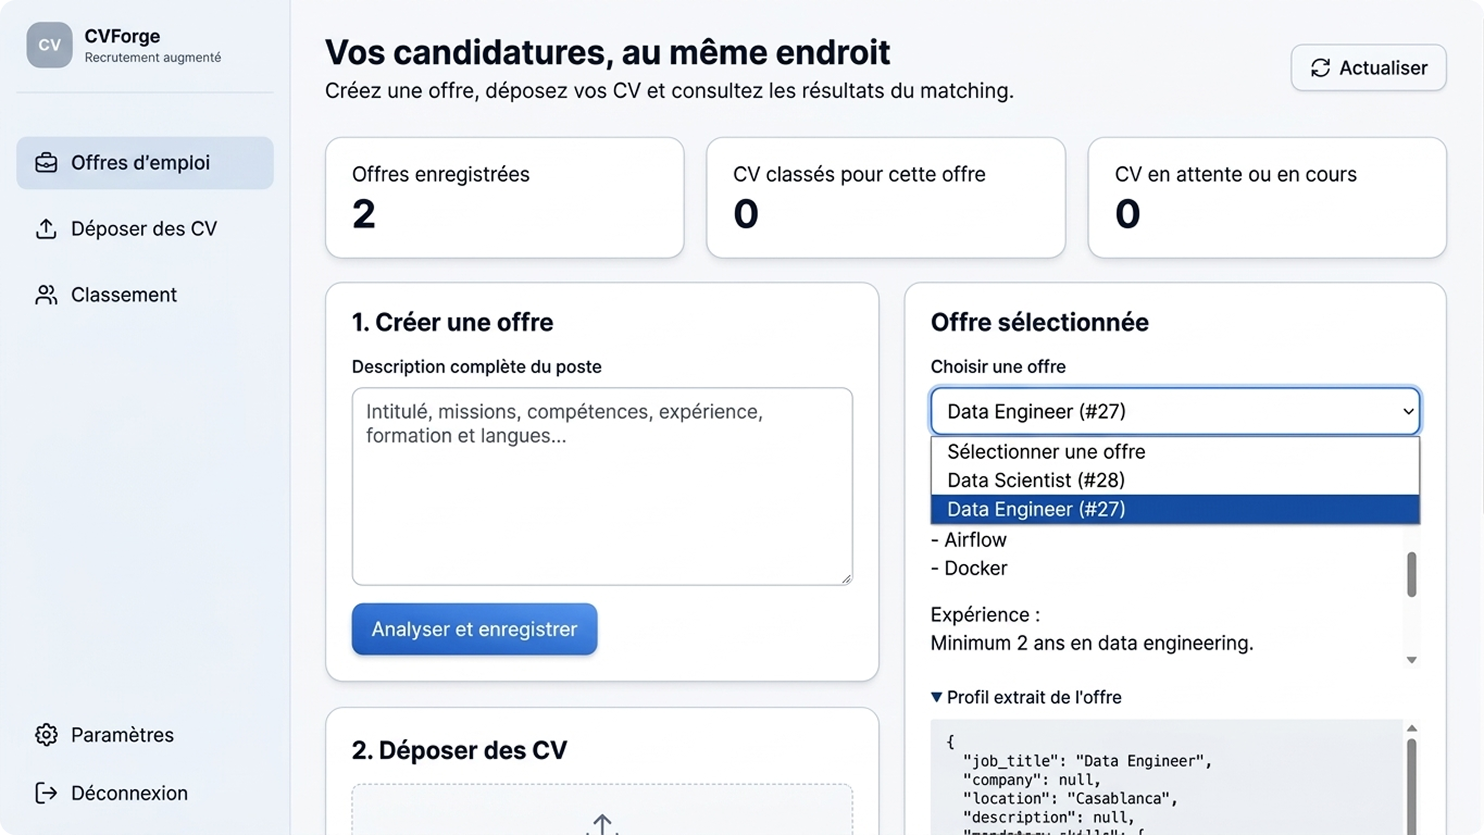 CV
CVForge
Recrutement augmenté
Offres d'emploi
Déposer des CV
Classement
Paramètres
Déconnexion
Vos candidatures, au même endroit
Créez une offre, déposez vos CV et consultez les résultats du matching.
Actualiser
Offres enregistrées
2
CV classés pour cette offre
0
CV en attente ou en cours
0
1. Créer une offre
Description complète du poste
Intitulé, missions, compétences, expérience,
formation et langues...
Analyser et enregistrer
2. Déposer des CV
Offre sélectionnée
Choisir une offre
Data Engineer (#27)
Sélectionner une offre
Data Scientist (#28)
Data Engineer (#27)
- Airflow
- Docker
Expérience :
Minimum 2 ans en data engineering.
Profil extrait de l'offre
{
"job_title": "Data Engineer",
"company": null,
"location": "Casablanca",
"description": null,